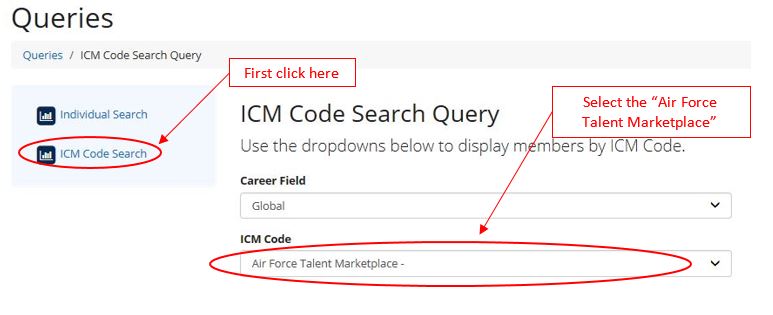 Queries
Queries / ICM Code Search Query
First click here
Individual Search
ICM Code Search
ICM Code Search Query
Select the “Air Force
Talent Marketplace”
Use the dropdowns below to display members by ICM Code.
Career Field
Global
ICM Code
Air Force Talent Marketplace -